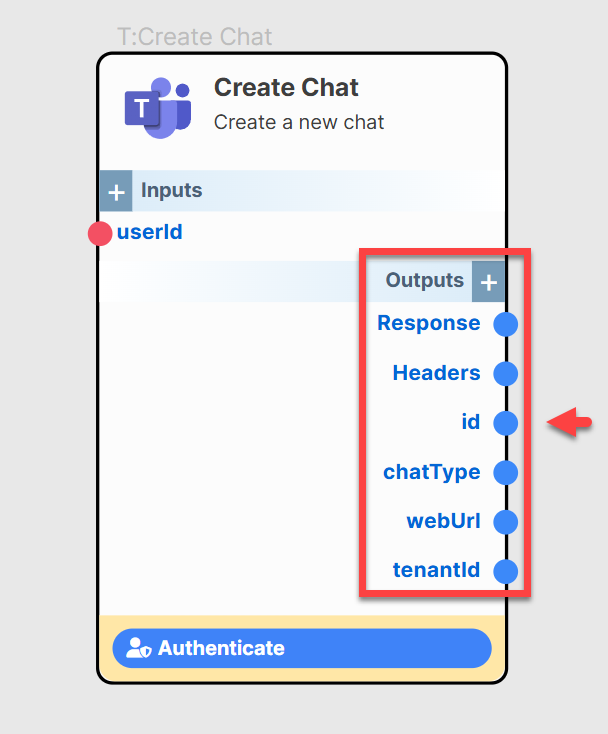 T:Create Chat
Create Chat
T
Create a new chat
+ Inputs
userId
Outputs +
Response
Headers
id
chatType
webUrl
tenantId
Authenticate